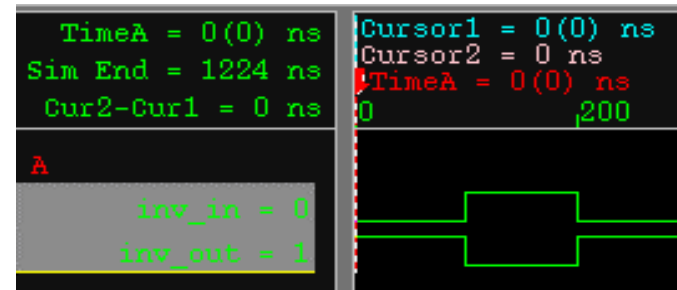 TimeA = 0(0) ns
Sim End = 1224 ns
Cur2-Cur1 = 0 ns
Cursor1 = 0(0) ns
Cursor2 = 0 ns
TimeA = 0(0) ns
0 200
A
inv_in = 0
inv_out = 1